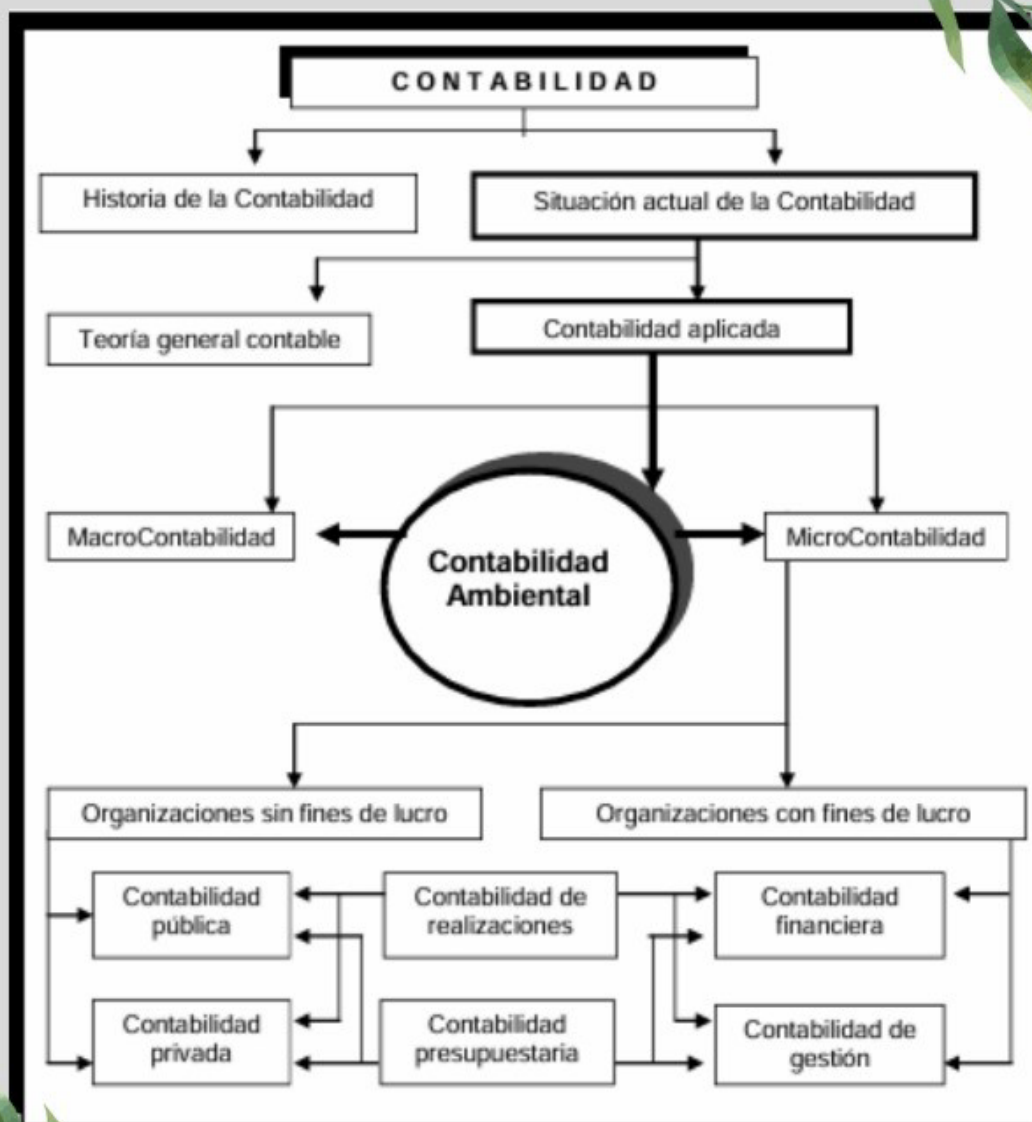 CONTABILIDAD
Historia de la Contabilidad
Situación actual de la Contabilidad
Teoría general contable
Contabilidad aplicada
MacroContabilidad
Contabilidad
Ambiental
MicroContabilidad
Organizaciones sin fines de lucro
Organizaciones con fines de lucro
Contabilidad
pública
Contabilidad de
realizaciones
Contabilidad
financiera
Contabilidad
privada
Contabilidad
presupuestaria
Contabilidad de
gestión